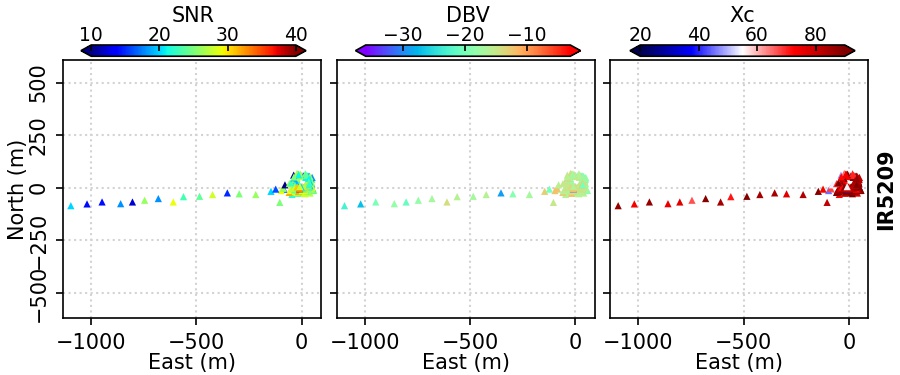 SNR
DBV
Xc
10 20 30 40
−30 −20 −10
20 40 60 80
North (m)
500
250
0
−250
−500
−1000 −500 0
−1000 −500 0
−1000 −500 0
East (m)
East (m)
East (m)
IR5209